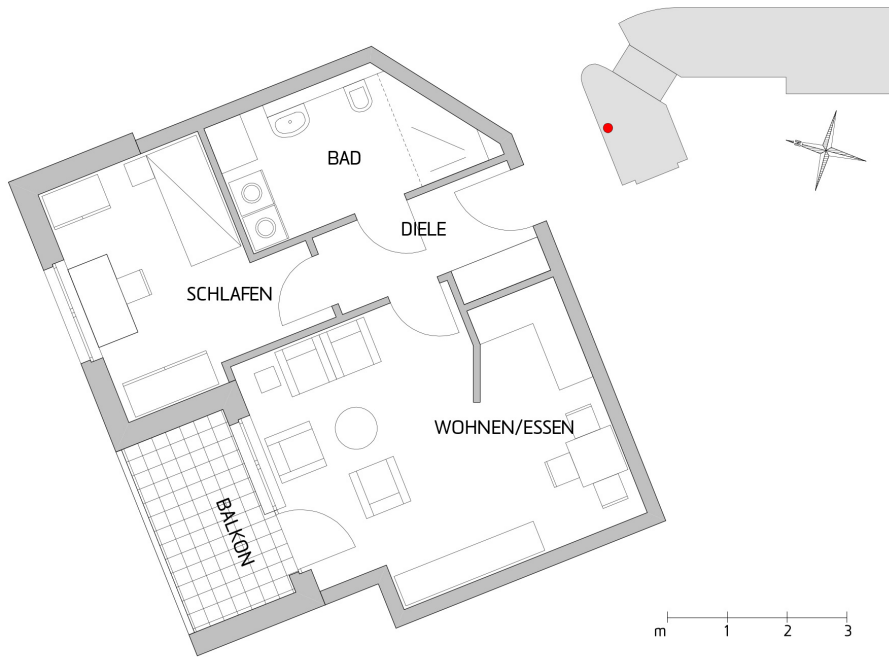 BAD
DIELE
SCHLAFEN
WOHNEN/ESSEN
BALKON
m 1 2 3